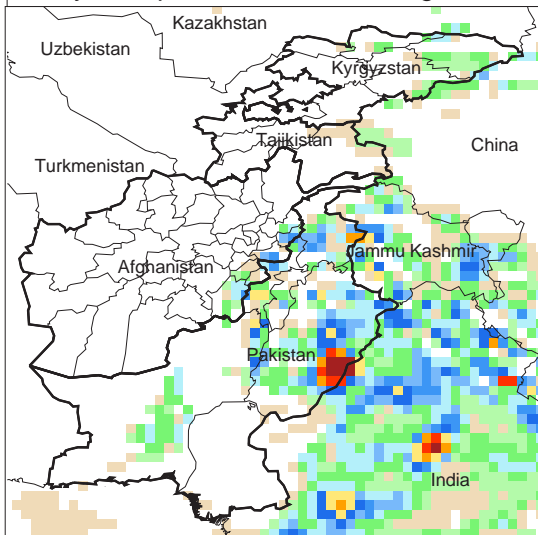 Kazakhstan
Uzbekistan
Kyrgyzstan
Tajikistan
China
Turkmenistan
Jammu Kashmir
Afghanistan
Pakistan
India